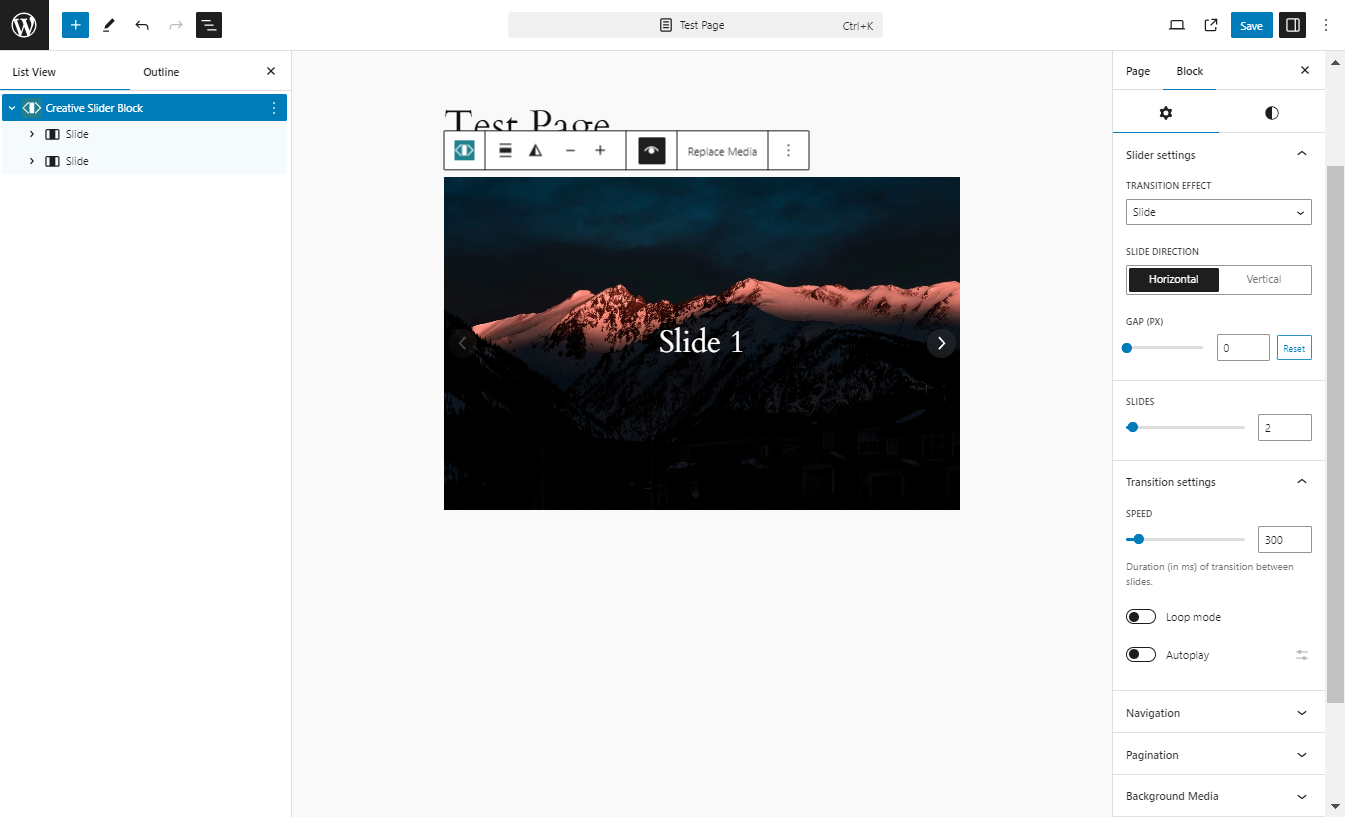 Test Page
Ctrl+K
Save
List View
Outline
Creative Slider Block
Slide
Slide
Test Page
Replace Media
Slide 1
Page
Block
Slider settings
TRANSITION EFFECT
Slide
SLIDE DIRECTION
Horizontal
Vertical
GAP (PX)
0
Reset
SLIDES
2
Transition settings
SPEED
300
Duration (in ms) of transition between
slides.
Loop mode
Autoplay
Navigation
Pagination
Background Media